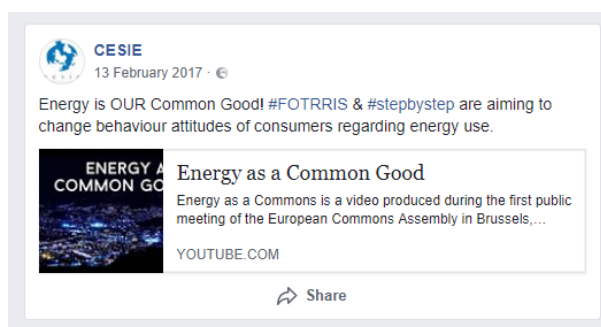 CESIE
13 February 2017 ·
Energy is OUR Common Good! #FOTRRIS & #stepbystep are aiming to
change behaviour attitudes of consumers regarding energy use.
ENERGY A
COMMON GO
Energy as a Common Good
Energy as a Commons is a video produced during the first public
meeting of the European Commons Assembly in Brussels,...
YOUTUBE.COM
Share